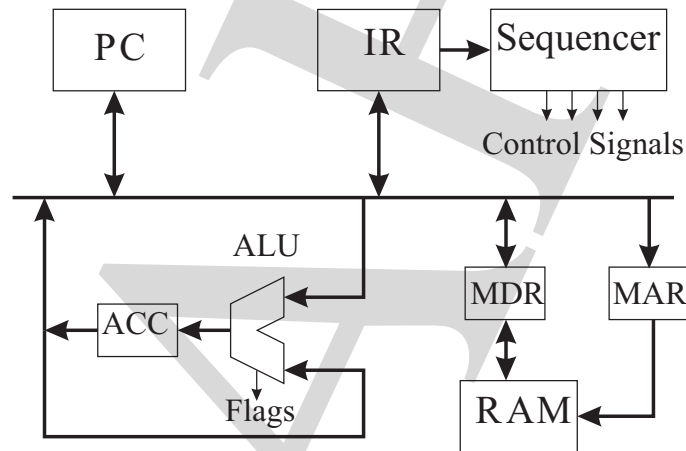 PC
IR
Sequencer
Control Signals
ALU
MDR
MAR
ACC
Flags
RAM